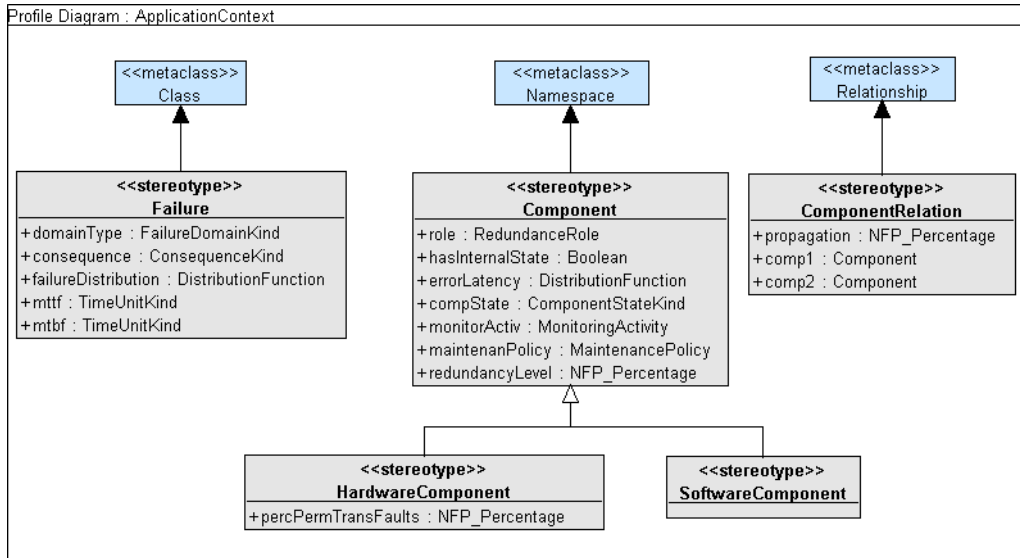 Profile Diagram : ApplicationContext
<<metaclass>>
Class
<<metaclass>>
Namespace
<<metaclass>>
Relationship
<<stereotype>>
Failure
+domainType : FailureDomainKind
+consequence : ConsequenceKind
+failureDistribution : DistributionFunction
+mttf : TimeUnitKind
+mtbf : TimeUnitKind
<<stereotype>>
Component
+role : RedundanceRole
+hasInternalState : Boolean
+errorLatency : DistributionFunction
+compState : ComponentStateKind
+monitorActiv : MonitoringActivity
+maintenanPolicy : MaintenancePolicy
+redundancyLevel : NFP_Percentage
<<stereotype>>
ComponentRelation
+propagation : NFP_Percentage
+comp1 : Component
+comp2 : Component
<<stereotype>>
HardwareComponent
+percPermTransFaults : NFP_Percentage
<<stereotype>>
SoftwareComponent